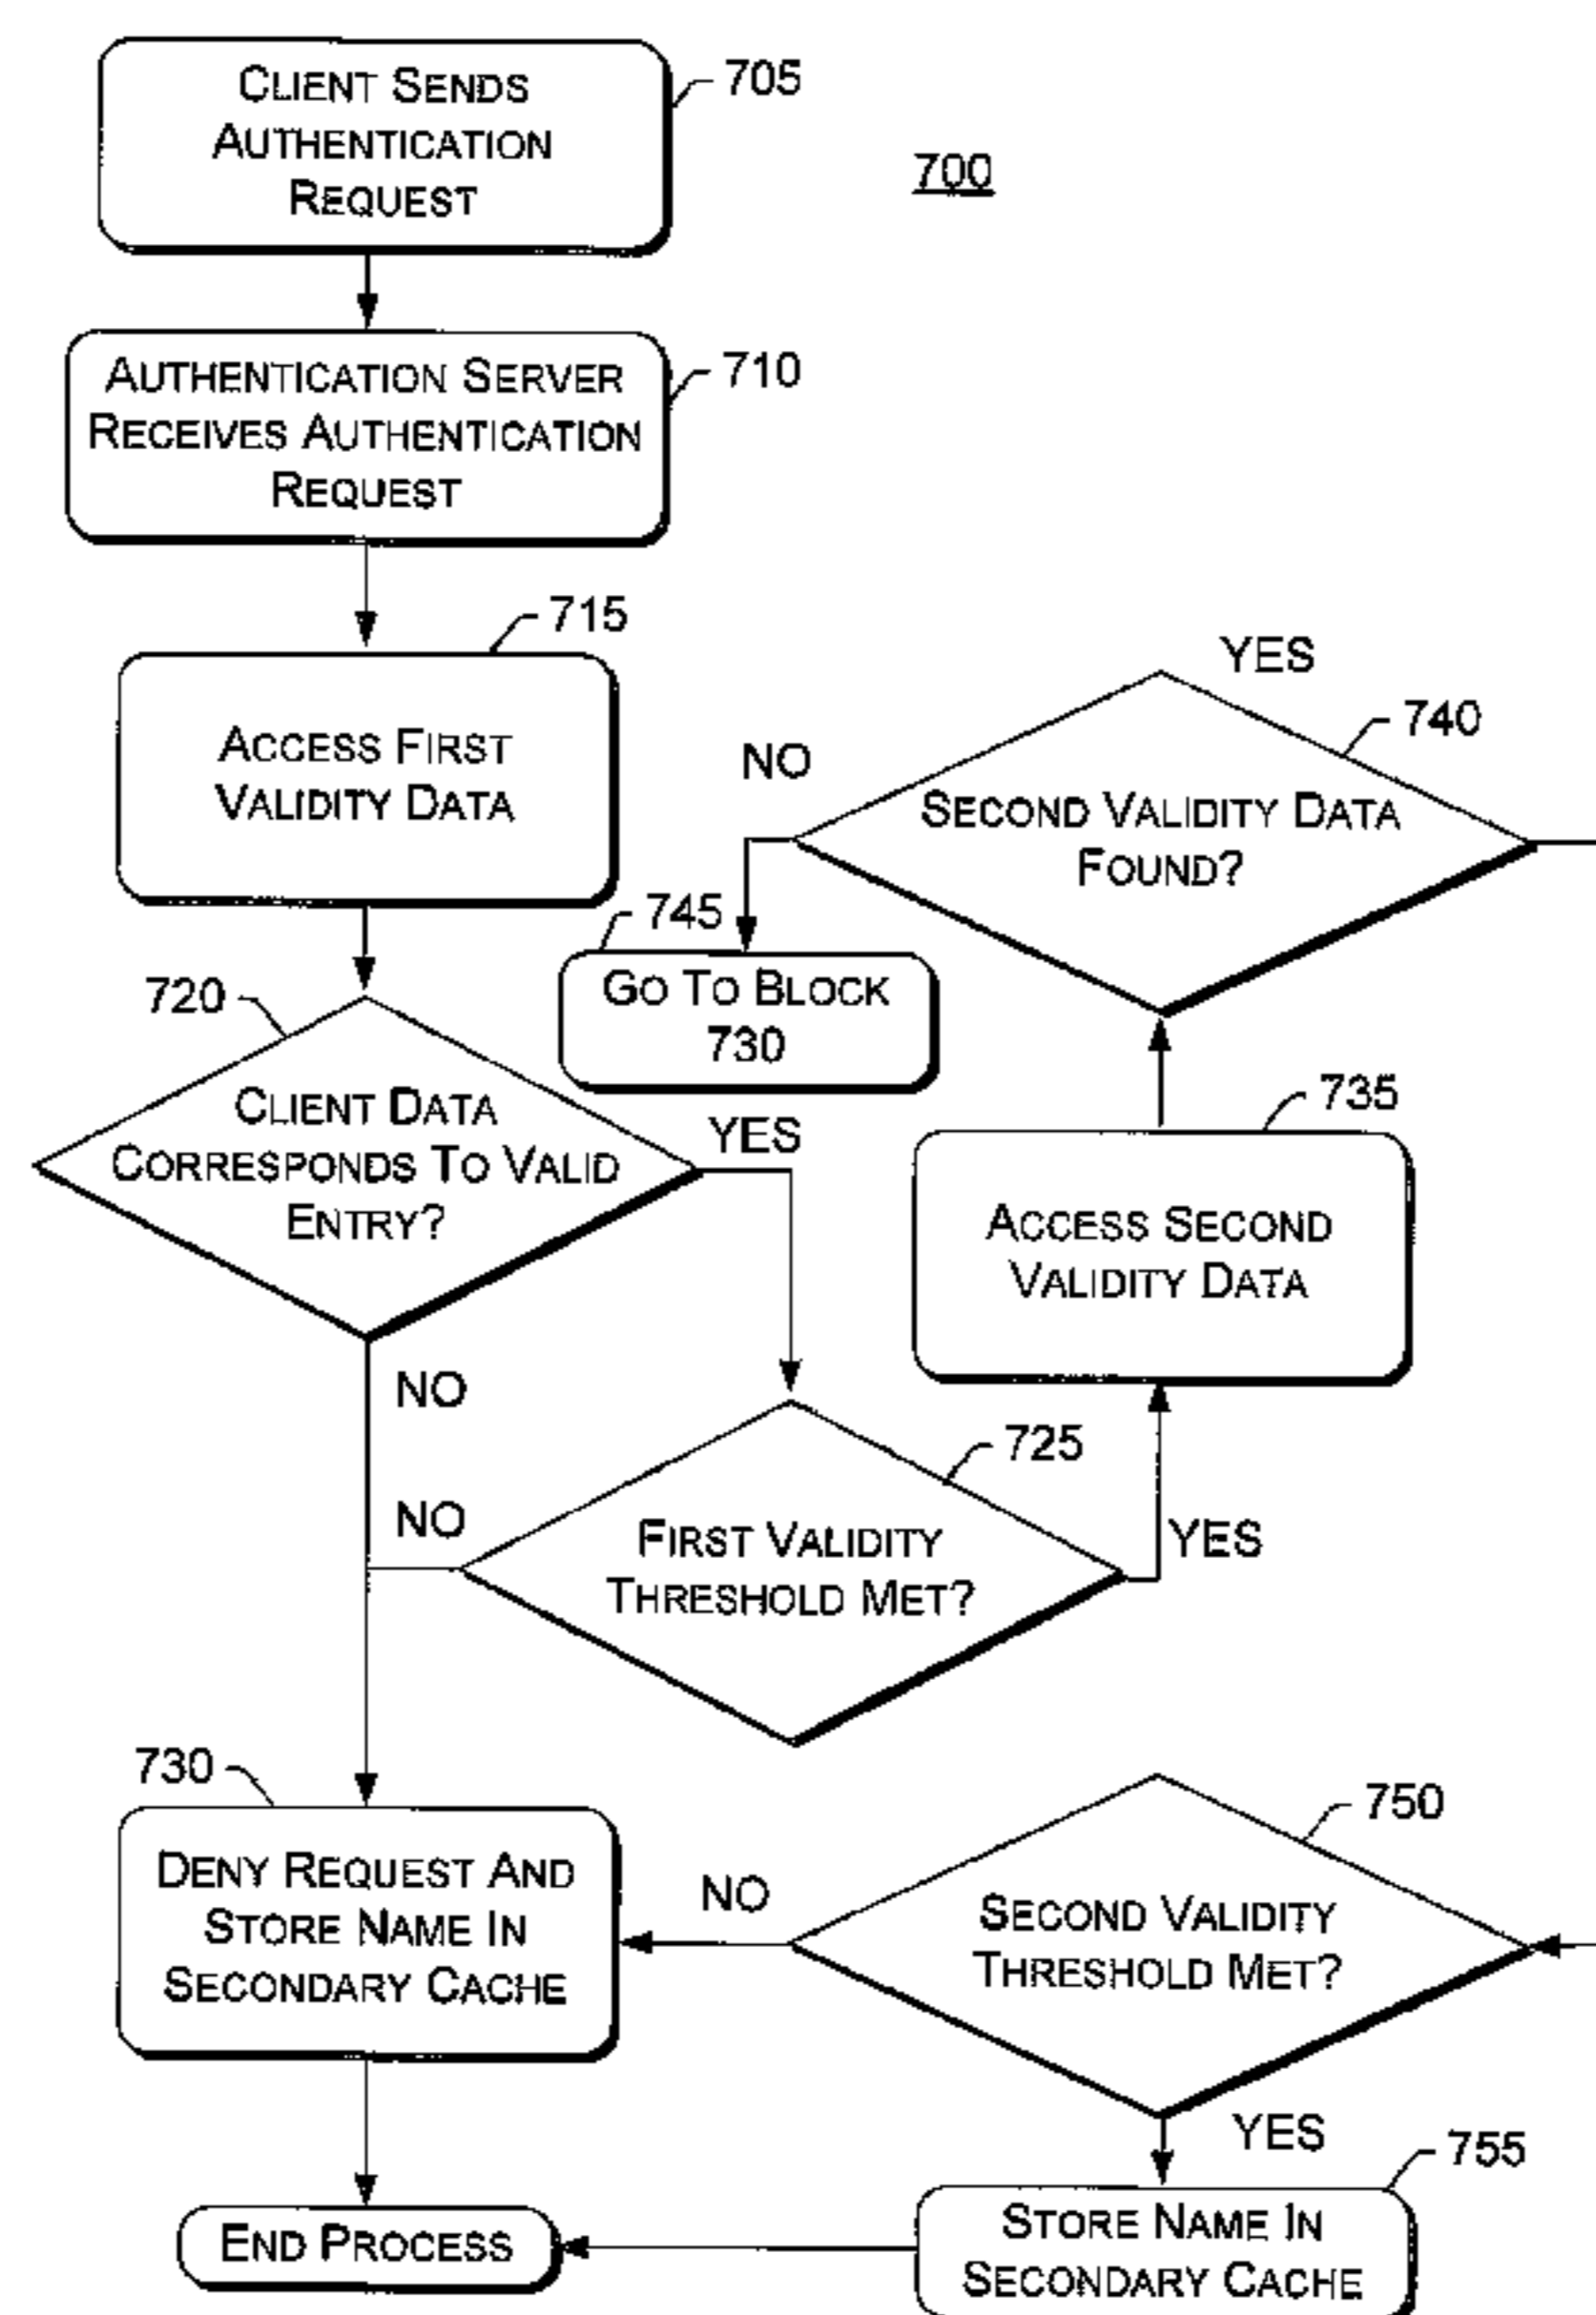 CLIENT SENDS
AUTHENTICATION
REQUEST
705
700
AUTHENTICATION SERVER
RECEIVES AUTHENTICATION
REQUEST
710
715
ACCESS FIRST
VALIDITY DATA
YES
740
NO
SECOND VALIDITY DATA
FOUND?
745
GO TO BLOCK
730
720
CLIENT DATA
CORRESPONDS TO VALID
ENTRY?
YES
735
ACCESS SECOND
VALIDITY DATA
NO
725
NO
FIRST VALIDITY
THRESHOLD MET?
YES
730
DENY REQUEST AND
STORE NAME IN
SECONDARY CACHE
750
NO
SECOND VALIDITY
THRESHOLD MET?
YES
755
STORE NAME IN
SECONDARY CACHE
END PROCESS